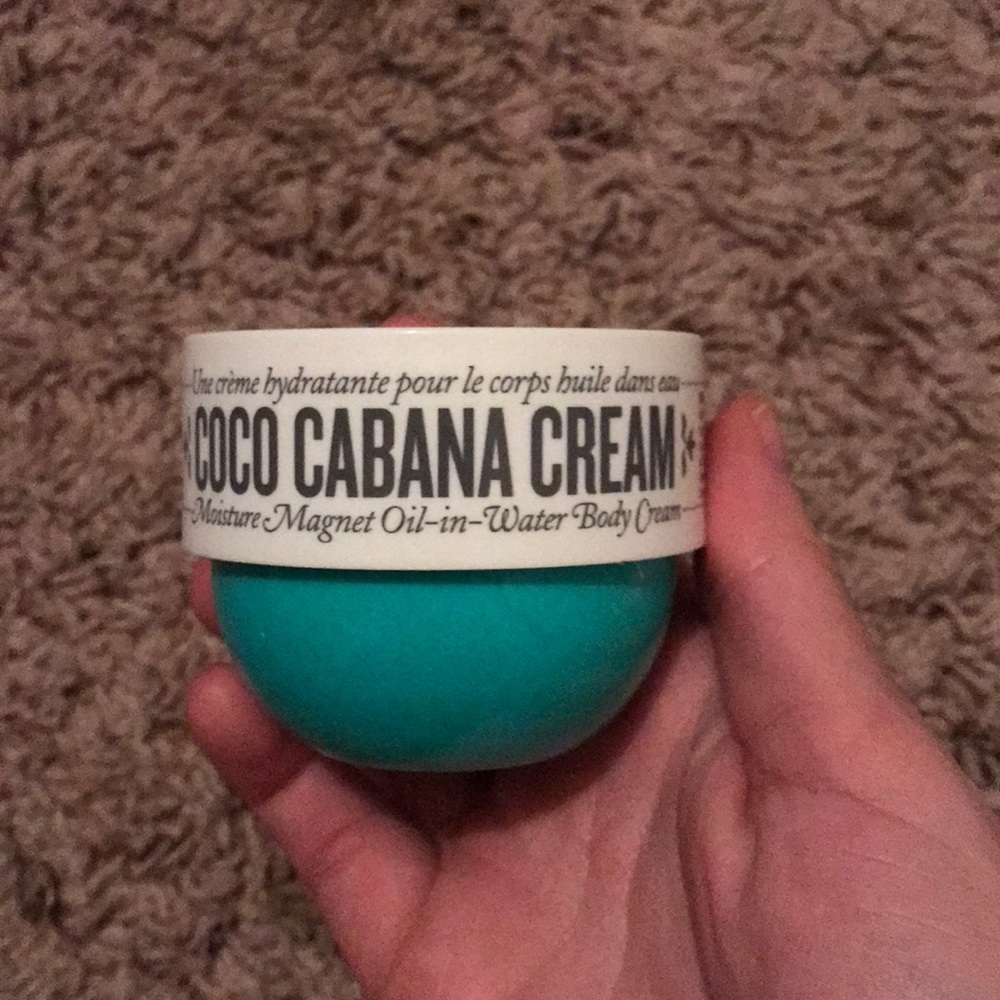 Une crème hydratante pour le corps huile dans eau
COCO CABANA CREAM
Moisture Magnet Oil-in-Water Body Cream